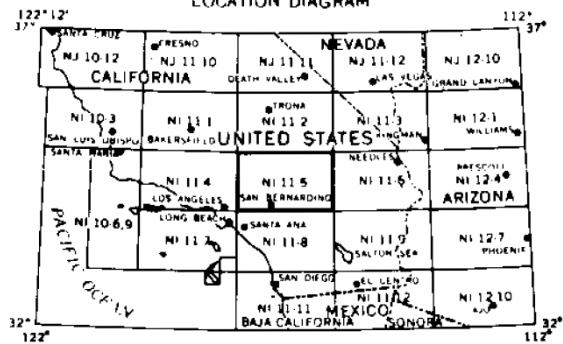 LOCATION DIAGRAM
122° 12° 112°
37° 37°
SANTA CRUZ FRESNO NEVADA
NJ 10-12 NJ 11-10 NJ 11-11 NJ 11-12 NJ 12-10
CALIFORNIA DEATH VALLEY LAS VEGAS GRAND CANYON
TRONA
NI 10-3 NI 11-1 NI 11-2 NI 11-3 NI 12-1
SAN LUIS OBISPO BAKERSFIELD UNITED STATES KINGMAN WILLIAMS
SANTA MARIA NEEDLES
PRESCOTT
NI 11-4 NI 11-5 NI 11-6 NI 12-4
LOS ANGELES SAN BERNARDINO ARIZONA
NI 10-6,9 LONG BEACH SANTA ANA
NI 11-7 NI 11-8 NI 11-9 NI 12-7
SALTON SEA PHOENIX
PACIFIC OCEAN
SAN DIEGO EL CENTRO
NI 11-11 NI 11-12 NI 12-10
MEXICO AJO
32° BAJA CALIFORNIA SONORA 32°
122° 112°